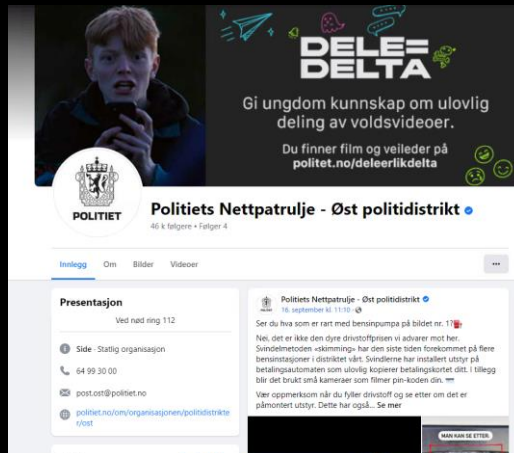 DELE=
DELTA
Gi ungdom kunnskap om ulovlig
deling av voldsvideoer.
Du finner film og veileder på
politet.no/deleerlikdelta
POLITIET
Politiets Nettpatrulje - Øst politidistrikt
46 k følgere • Følger 4
Innlegg Om Bilder Videoer
Presentasjon
Ved nød ring 112
Side · Statlig organisasjon
64 99 30 00
post.ost@politiet.no
politiet.no/om/organisasjonen/politidistrikte
r/ost
Politiets Nettpatrulje - Øst politidistrikt
16. september kl. 11:10 ·
Ser du hva som er rart med bensinpumpa på bildet nr. 1?
Nei, det er ikke den dyre drivstoffprisen vi advarer mot her.
Svindelmetoden «skimming» har den siste tiden forekommet på flere
bensinstasjoner i distriktet vårt. Svindlerne har installert utstyr på
betalingsautomaten som ulovlig kopierer betalingskortet ditt. I tillegg
blir det brukt små kameraer som filmer pin-koden din.
Vær oppmerksom når du fyller drivstoff og se etter om det er
påmontert utstyr. Dette har også... Se mer
MAN KAN SE ETTER: